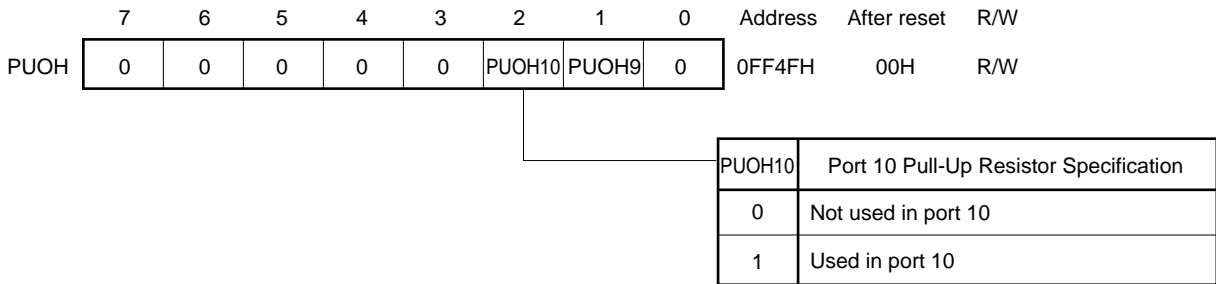 7 6 5 4 3 2 1 0 Address After reset R/W
PUOH 0 0 0 0 0 PUOH10 PUOH9 0 0FF4FH 00H R/W
PUOH10 Port 10 Pull-Up Resistor Specification
0 Not used in port 10
1 Used in port 10